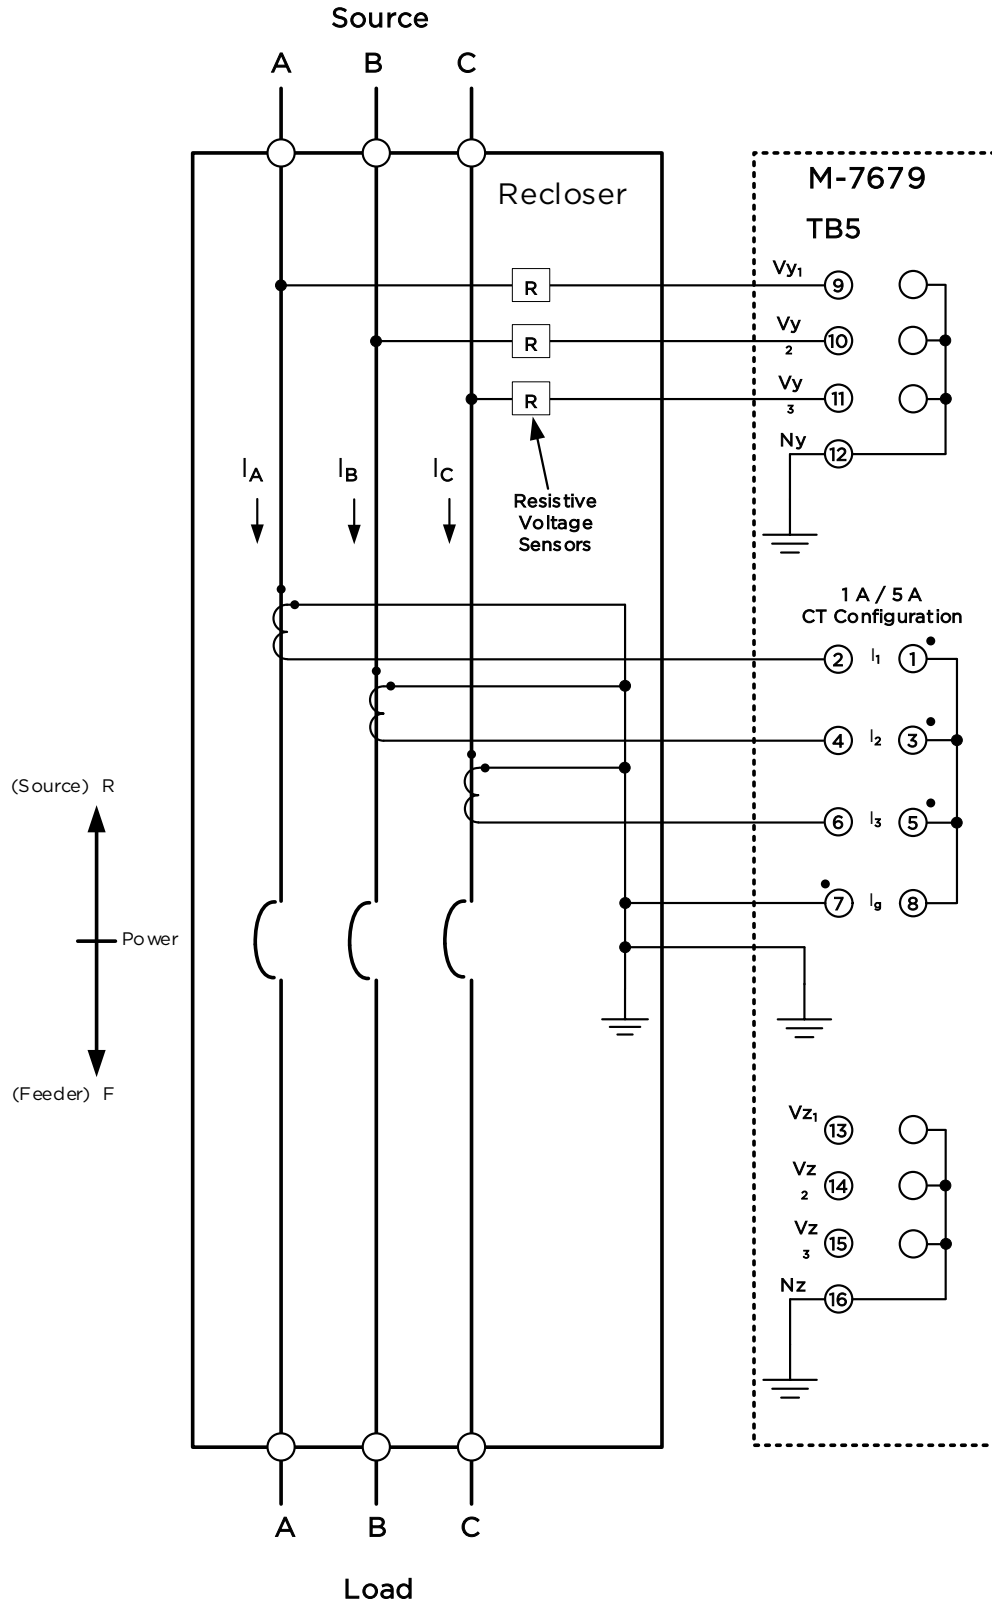 Source
A B C
Recloser
M-7679
TB5
R Vy1 9
R Vy 10
2
R Vy 11
3
Ny 12
IA IB IC
Resistive
Voltage
Sensors
1 A / 5 A
CT Configuration
2 I1 1
4 I2 3
6 I3 5
7 Ig 8
(Source) R
Power
(Feeder) F
Vz1 13
Vz 14
2
Vz 15
3
Nz 16
A B C
Load